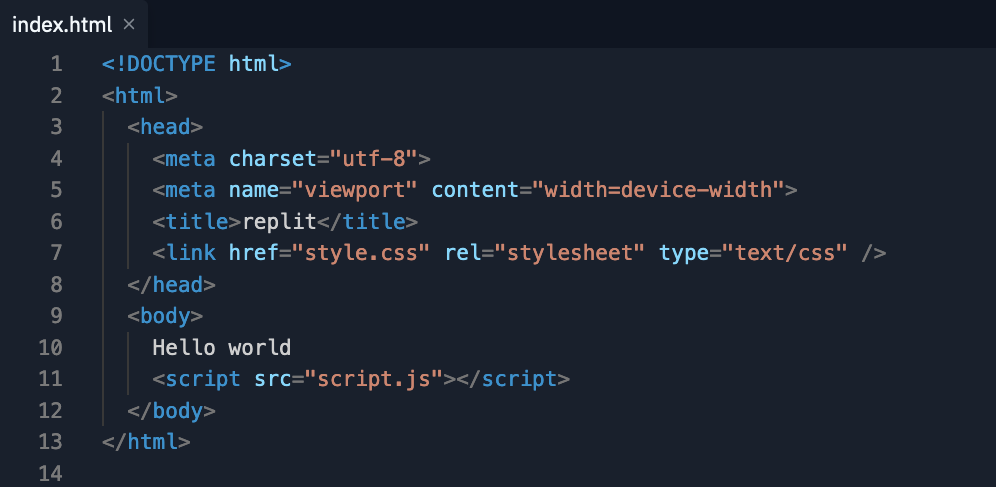 index.html ×
1 <!DOCTYPE html>
2 <html>
3   <head>
4     <meta charset="utf-8">
5     <meta name="viewport" content="width=device-width">
6     <title>replit</title>
7     <link href="style.css" rel="stylesheet" type="text/css" />
8   </head>
9   <body>
10     Hello world
11     <script src="script.js"></script>
12   </body>
13 </html>
14